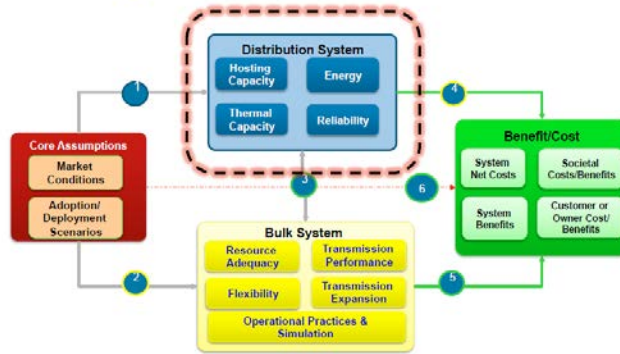 Distribution System
Hosting
Capacity
Energy
Thermal
Capacity
Reliability
1
4
Core Assumptions
Market
Conditions
Adoption/
Deployment
Scenarios
3
6
Benefit/Cost
System
Net Costs
Societal
Costs/Benefits
System
Benefits
Customer or
Owner Cost/
Benefits
2
5
Bulk System
Resource
Adequacy
Transmission
Performance
Flexibility
Transmission
Expansion
Operational Practices &
Simulation